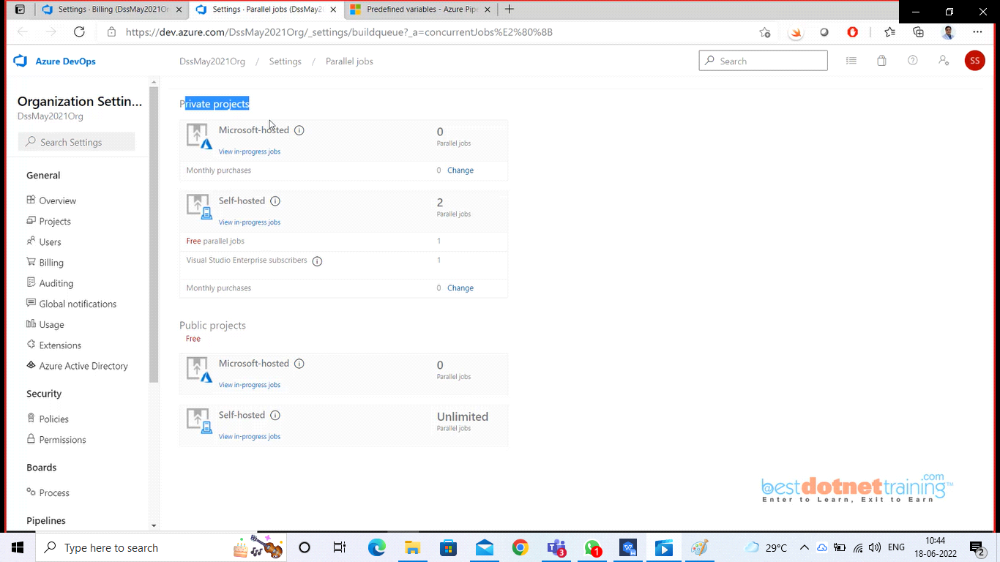 Settings - Billing (DssMay2021Or
Settings · Parallel jobs (DssMay2
Predefined variables - Azure Pipe
https://dev.azure.com/DssMay2021Org/_settings/buildqueue?_a=concurrentJobs%E2%80%8B
Azure DevOps
DssMay2021Org / Settings / Parallel jobs
Search
SS
Organization Settin...
DssMay2021Org
Search Settings
General
Overview
Projects
Users
Billing
Auditing
Global notifications
Usage
Extensions
Azure Active Directory
Security
Policies
Permissions
Boards
Process
Pipelines
Private projects
Microsoft-hosted
0
Parallel jobs
View in-progress jobs
Monthly purchases 0 Change
Self-hosted
2
Parallel jobs
View in-progress jobs
Free parallel jobs 1
Visual Studio Enterprise subscribers 1
Monthly purchases 0 Change
Public projects
Free
Microsoft-hosted
0
Parallel jobs
View in-progress jobs
Self-hosted
Unlimited
Parallel jobs
View in-progress jobs
@bestdotnettraining.com™
Enter to Learn, Exit to Earn
Type here to search
3
1
W
29°C
ENG
10:44
18-06-2022
2